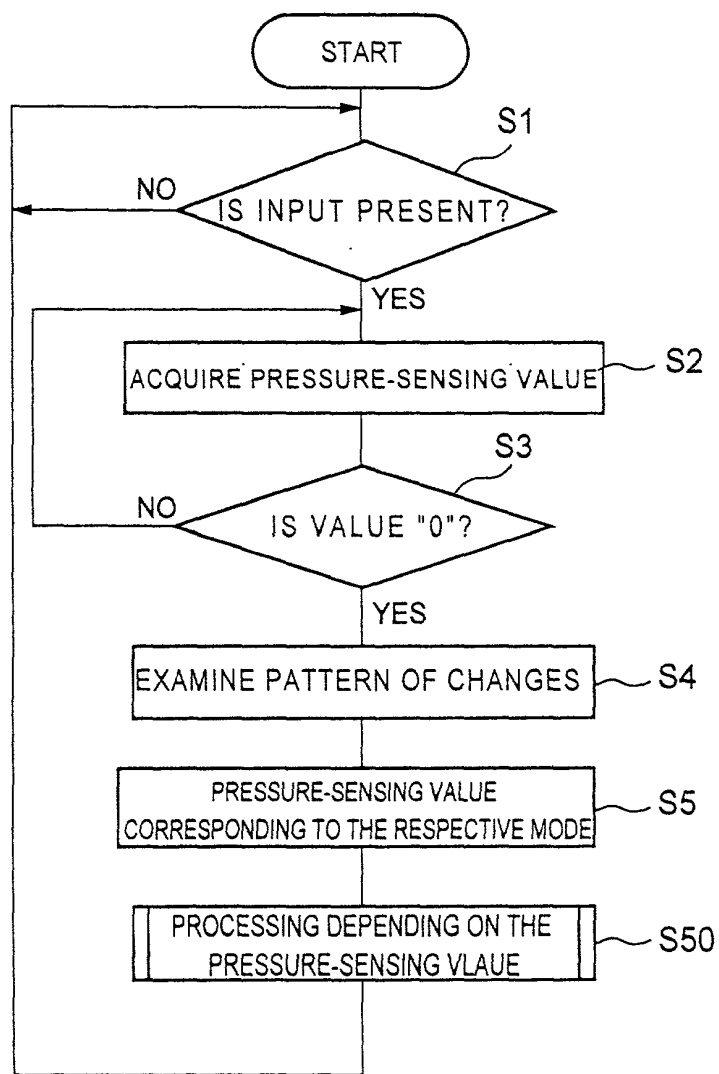 START
S1
NO
IS INPUT PRESENT?
YES
S2
ACQUIRE PRESSURE-SENSING VALUE
S3
NO
IS VALUE "0"?
YES
EXAMINE PATTERN OF CHANGES
S4
PRESSURE-SENSING VALUE
CORRESPONDING TO THE RESPECTIVE MODE
S5
PROCESSING DEPENDING ON THE
PRESSURE-SENSING VLAUE
S50